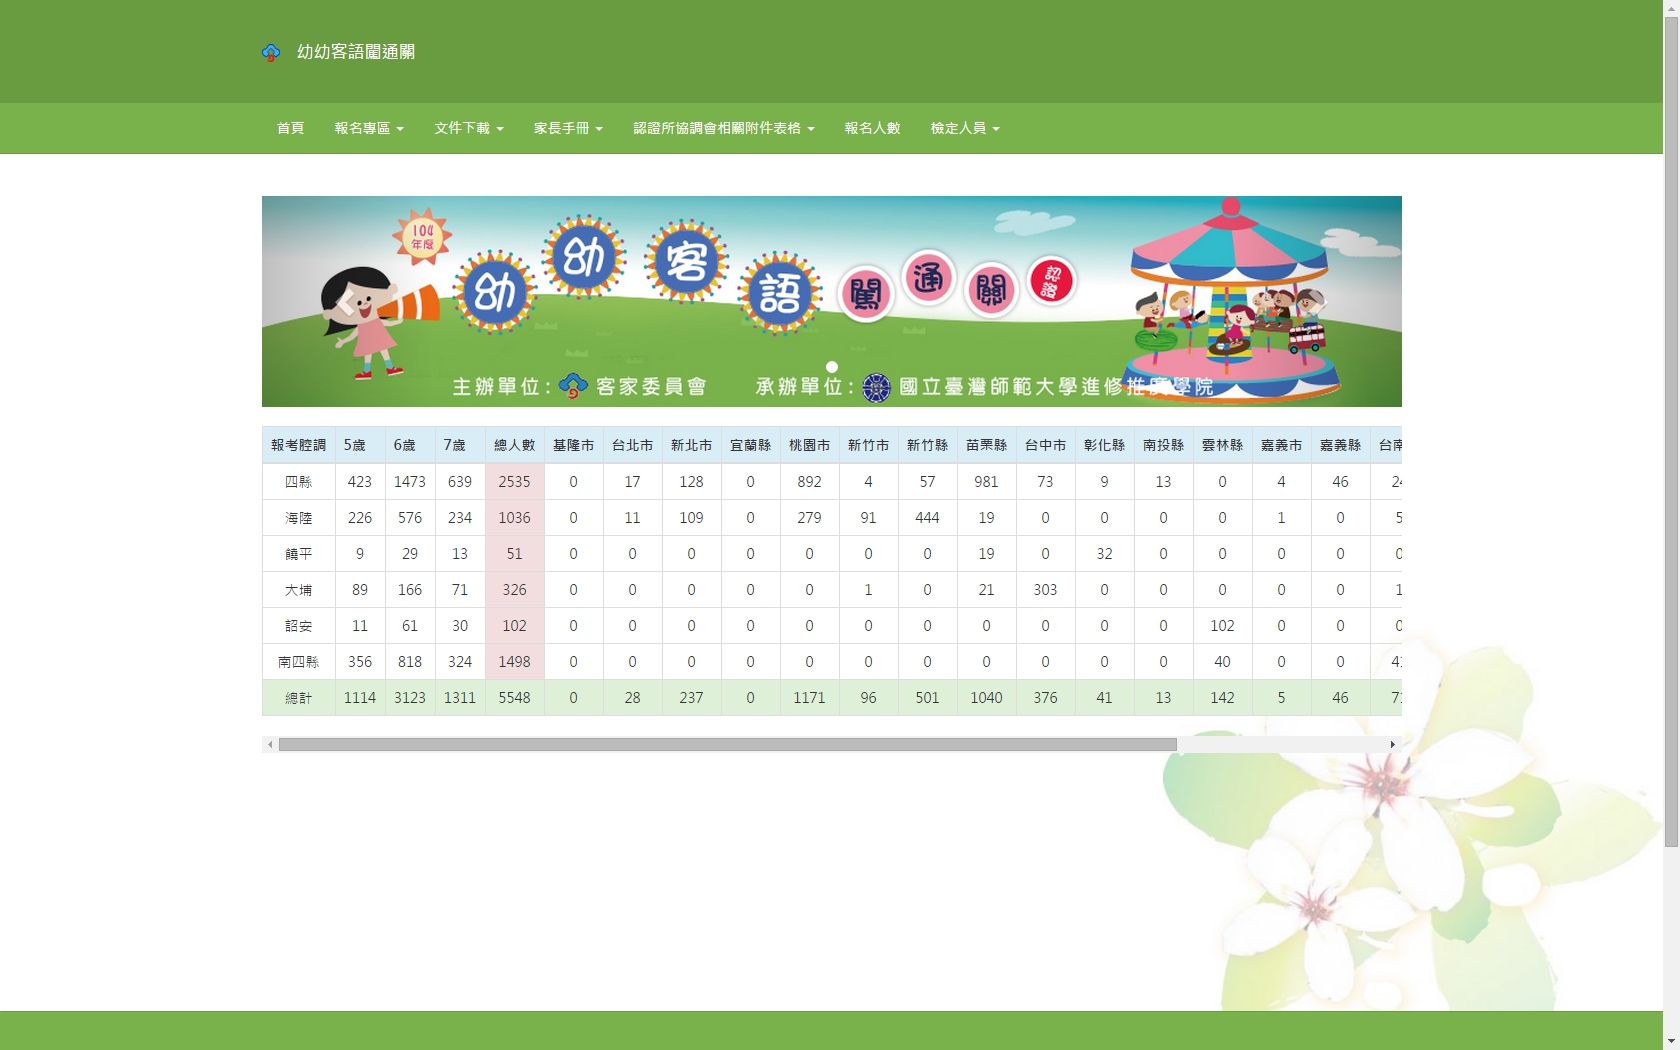 幼幼客語闖通關
首頁 報名專區 文件下載 家長手冊 認證所協調會相關附件表格 報名人數 檢定人員
104
年度
幼幼客語闖通關認證
主辦單位: 客家委員會 承辦單位: 國立臺灣師範大學進修推廣學院
報考腔調 5歲 6歲 7歲 總人數 基隆市 台北市 新北市 宜蘭縣 桃園市 新竹市 新竹縣 苗栗縣 台中市 彰化縣 南投縣 雲林縣 嘉義市 嘉義縣 台南
四縣 423 1473 639 2535 0 17 128 0 892 4 57 981 73 9 13 0 4 46
海陸 226 576 234 1036 0 11 109 0 279 91 444 19 0 0 0 0 1 0
饒平 9 29 13 51 0 0 0 0 0 0 0 19 0 32 0 0 0 0
大埔 89 166 71 326 0 0 0 0 0 1 0 21 303 0 0 0 0 0
詔安 11 61 30 102 0 0 0 0 0 0 0 0 0 0 0 102 0 0
南四縣 356 818 324 1498 0 0 0 0 0 0 0 0 0 0 0 40 0 0
總計 1114 3123 1311 5548 0 28 237 0 1171 96 501 1040 376 41 13 142 5 46